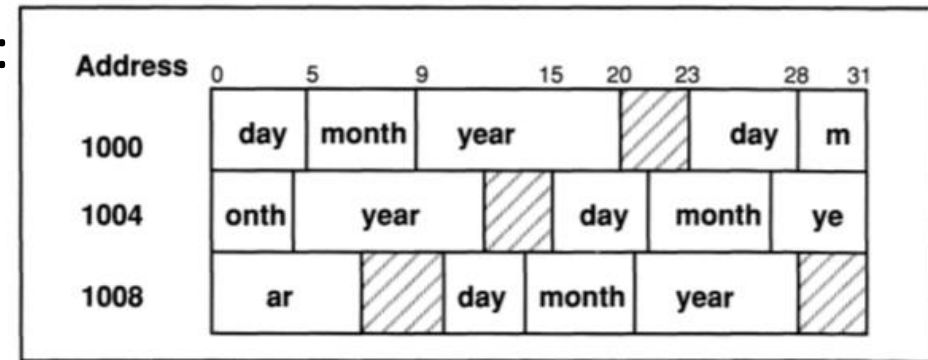 :
Address 0 5 9 15 20 23 28 31
1000 day month year day m
1004 onth year day month ye
1008 ar day month year